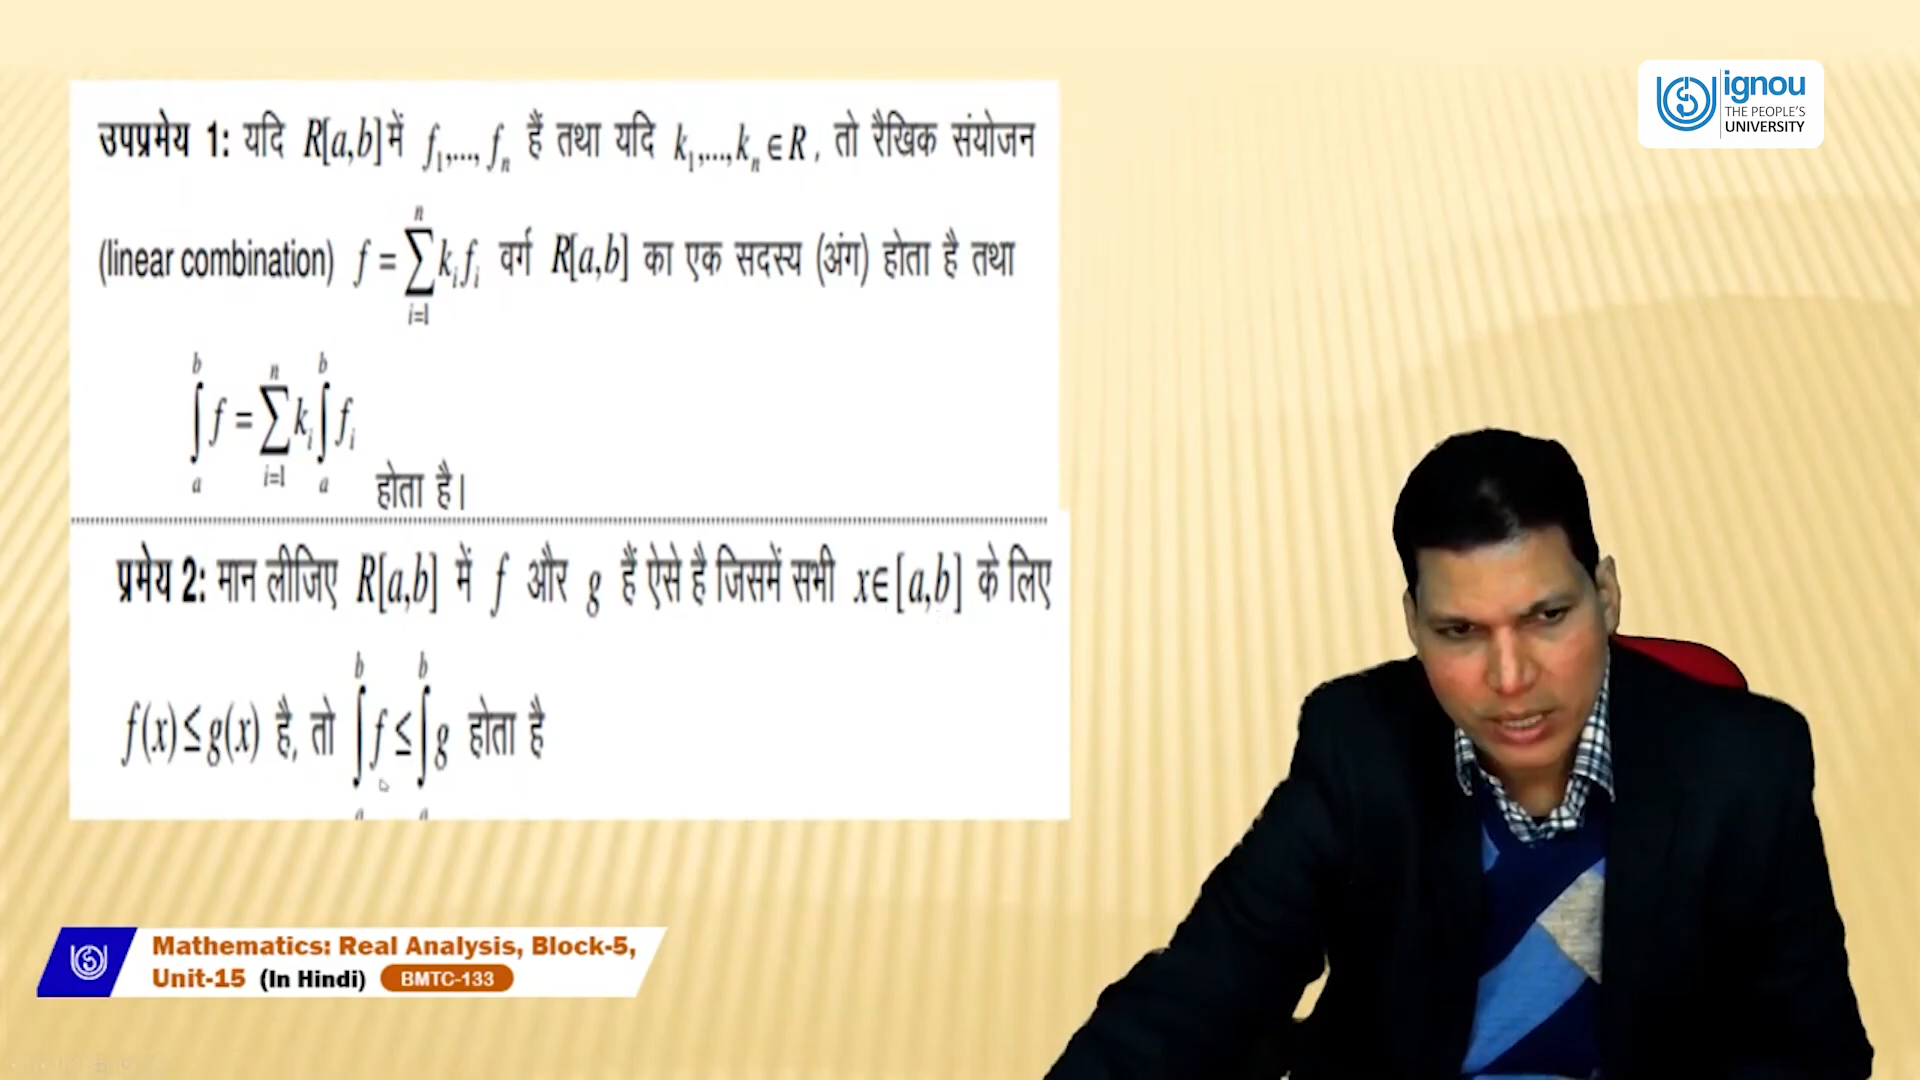 उपप्रमेय 1: यदि R[a,b] में f₁,..., fₙ हैं तथा यदि k₁,...,kₙ ∈ R, तो रैखिक संयोजन
(linear combination) f = ∑ᵢ₌₁ⁿ kᵢfᵢ वर्ग R[a,b] का एक सदस्य (अंग) होता है तथा
∫ₐᵇ f = ∑ᵢ₌₁ⁿ kᵢ ∫ₐᵇ fᵢ होता है।
प्रमेय 2: मान लीजिए R[a,b] में f और g हैं ऐसे है जिसमें सभी x∈[a,b] के लिए
f(x)≤g(x) है, तो ∫ₐᵇ f ≤ ∫ₐᵇ g होता है
ignou
THE PEOPLE'S
UNIVERSITY
Mathematics: Real Analysis, Block-5,
Unit-15 (In Hindi) BMTC-133